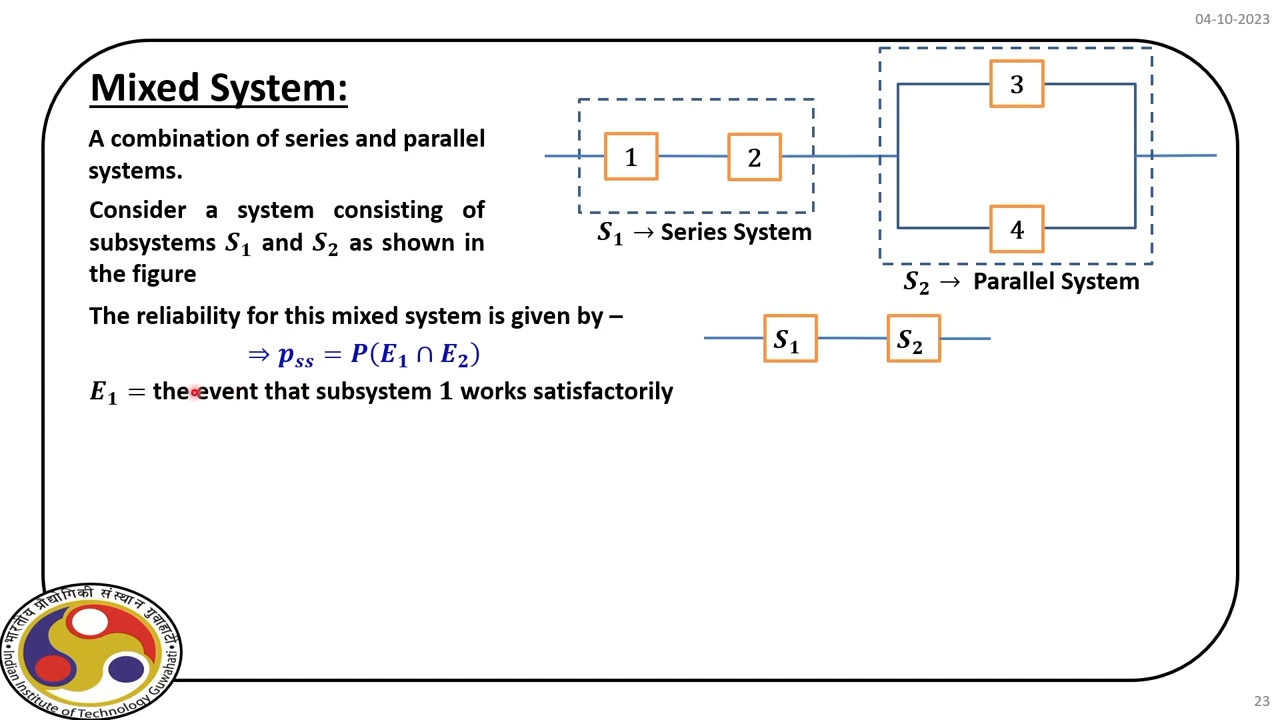 04-10-2023
Mixed System:
A combination of series and parallel
systems.
Consider a system consisting of
subsystems S₁ and S₂ as shown in
the figure
1
2
S₁ → Series System
3
4
S₂ → Parallel System
The reliability for this mixed system is given by –
⇒ pₛₛ = P(E₁ ∩ E₂)
S₁
S₂
E₁ = the event that subsystem 1 works satisfactorily
भारतीय प्रौद्योगिकी संस्थान गुवाहाटी
Indian Institute of Technology Guwahati
23